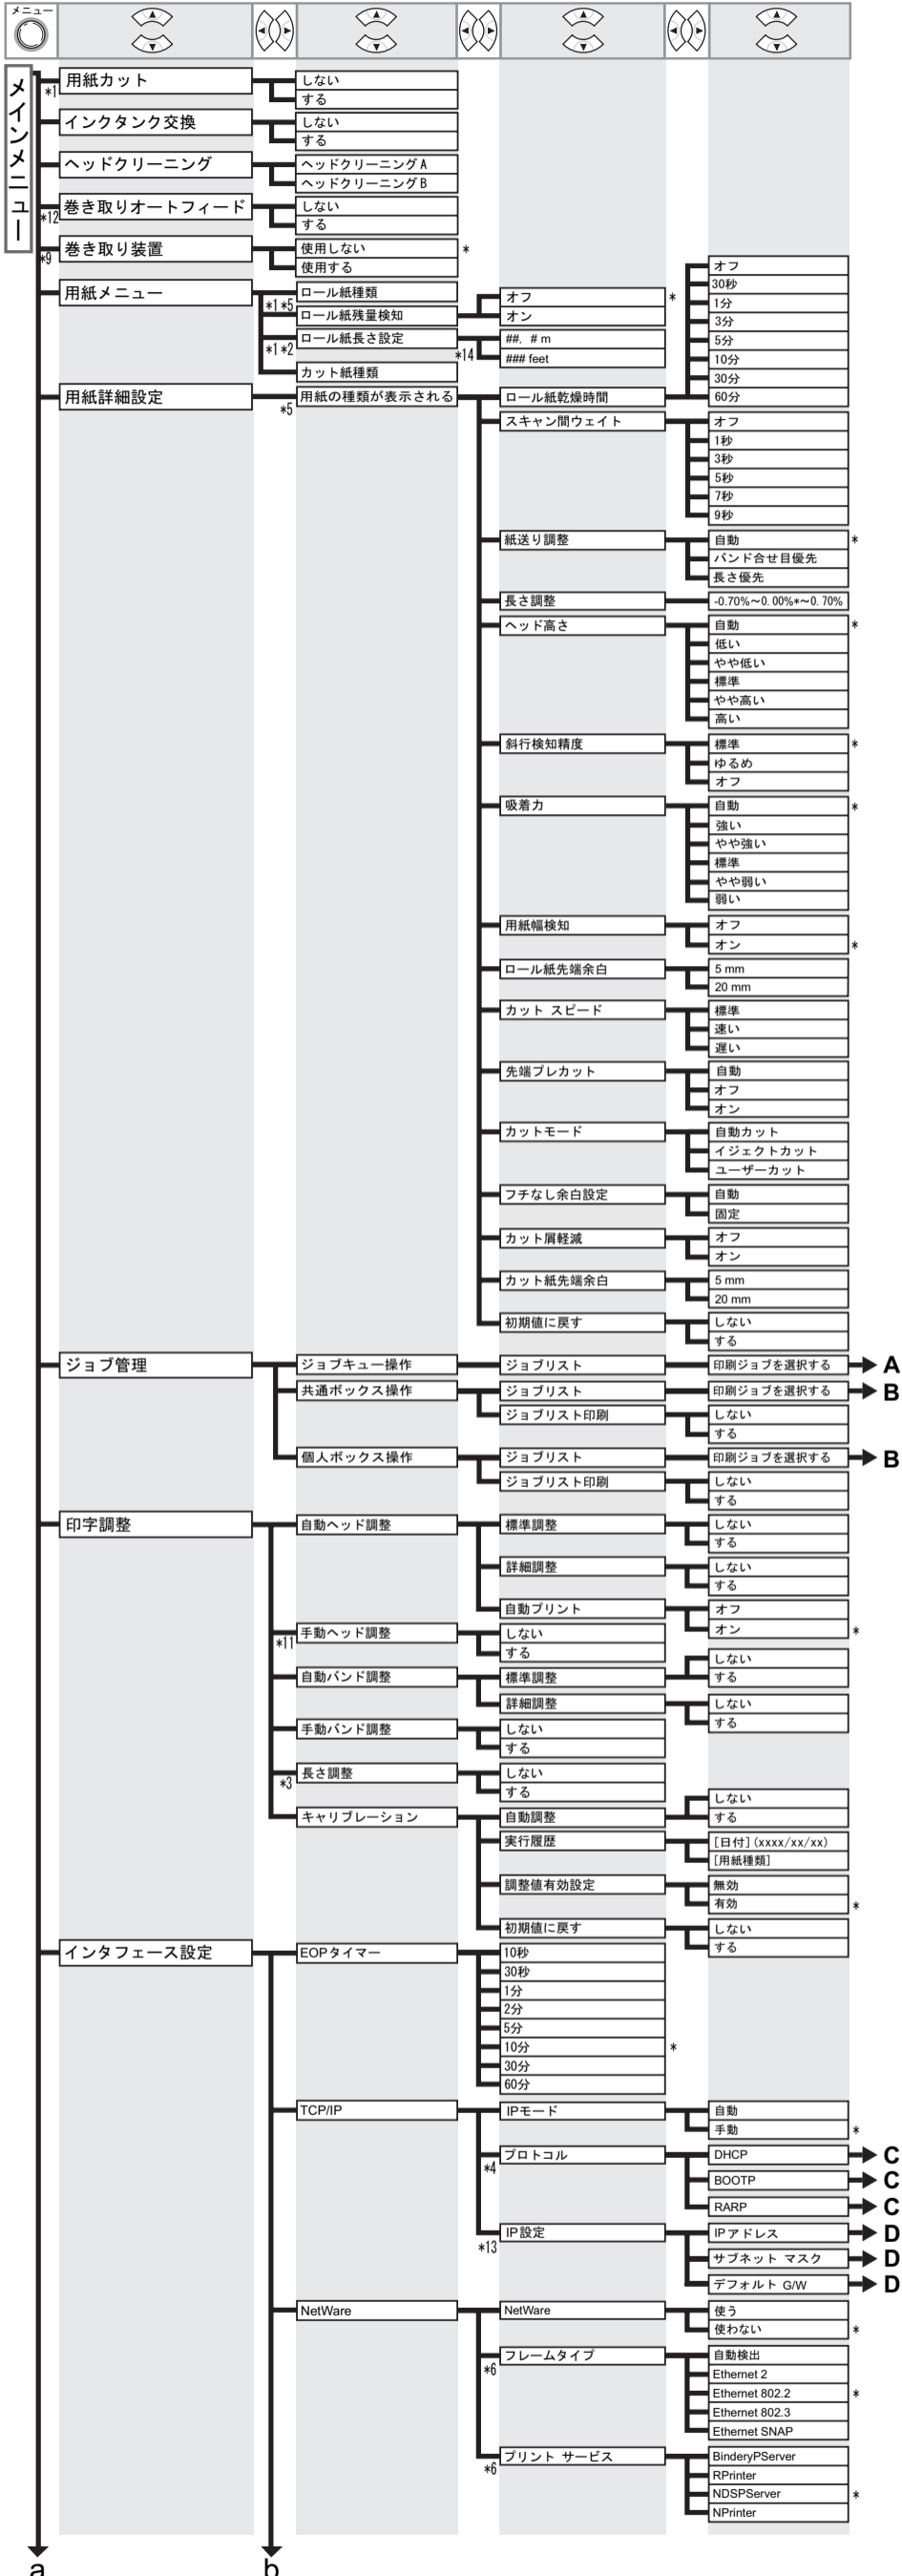 メニュー
メインメニュー
*1
用紙カット
しない
する
インクタンク交換
しない
する
ヘッドクリーニング
ヘッドクリーニング A
ヘッドクリーニング B
*12
巻き取りオートフィード
しない
する
*9
巻き取り装置
使用しない *
使用する
用紙メニュー
ロール紙種類
*1 *5
ロール紙残量検知
オフ *
オン
*1 *2
ロール紙長さ設定
*14
##. # m
### feet
カット紙種類
用紙詳細設定
*5
用紙の種類が表示される
ロール紙乾燥時間
オフ
30秒
1分
3分
5分
10分
30分
60分
スキャン間ウェイト
オフ
1秒
3秒
5秒
7秒
9秒
紙送り調整
自動 *
バンド合せ目優先
長さ優先
長さ調整
-0.70%～0.00%*～0.70%
ヘッド高さ
自動 *
低い
やや低い
標準
やや高い
高い
斜行検知精度
標準 *
ゆるめ
オフ
吸着力
自動 *
強い
やや強い
標準
やや弱い
弱い
用紙幅検知
オフ
オン *
ロール紙先端余白
5 mm
20 mm
カット スピード
標準
速い
遅い
先端プレカット
自動
オフ
オン
カットモード
自動カット
イジェクトカット
ユーザーカット
フチなし余白設定
自動
固定
カット屑軽減
オフ
オン
カット紙先端余白
5 mm
20 mm
初期値に戻す
しない
する
ジョブ管理
ジョブキュー操作
ジョブリスト
印刷ジョブを選択する
A
共通ボックス操作
ジョブリスト
印刷ジョブを選択する
B
ジョブリスト印刷
しない
する
個人ボックス操作
ジョブリスト
印刷ジョブを選択する
B
ジョブリスト印刷
しない
する
印字調整
自動ヘッド調整
標準調整
しない
する
詳細調整
しない
する
自動プリント
オフ
オン *
*11
手動ヘッド調整
しない
する
自動バンド調整
標準調整
しない
する
詳細調整
しない
する
手動バンド調整
しない
する
*3
長さ調整
しない
する
キャリブレーション
自動調整
しない
する
実行履歴
[日付] (xxxx/xx/xx)
[用紙種類]
調整値有効設定
無効
有効 *
初期値に戻す
しない
する
インタフェース設定
EOPタイマー
10秒
30秒
1分
2分
5分
10分 *
30分
60分
TCP/IP
IPモード
自動
手動 *
*4
プロトコル
DHCP
C
BOOTP
C
RARP
C
*13
IP設定
IPアドレス
D
サブネット マスク
D
デフォルト G/W
D
NetWare
NetWare
使う
使わない *
*6
フレームタイプ
自動検出
Ethernet 2
Ethernet 802.2 *
Ethernet 802.3
Ethernet SNAP
*6
プリント サービス
BinderyPServer
RPrinter
NDSPServer *
NPrinter
a
b